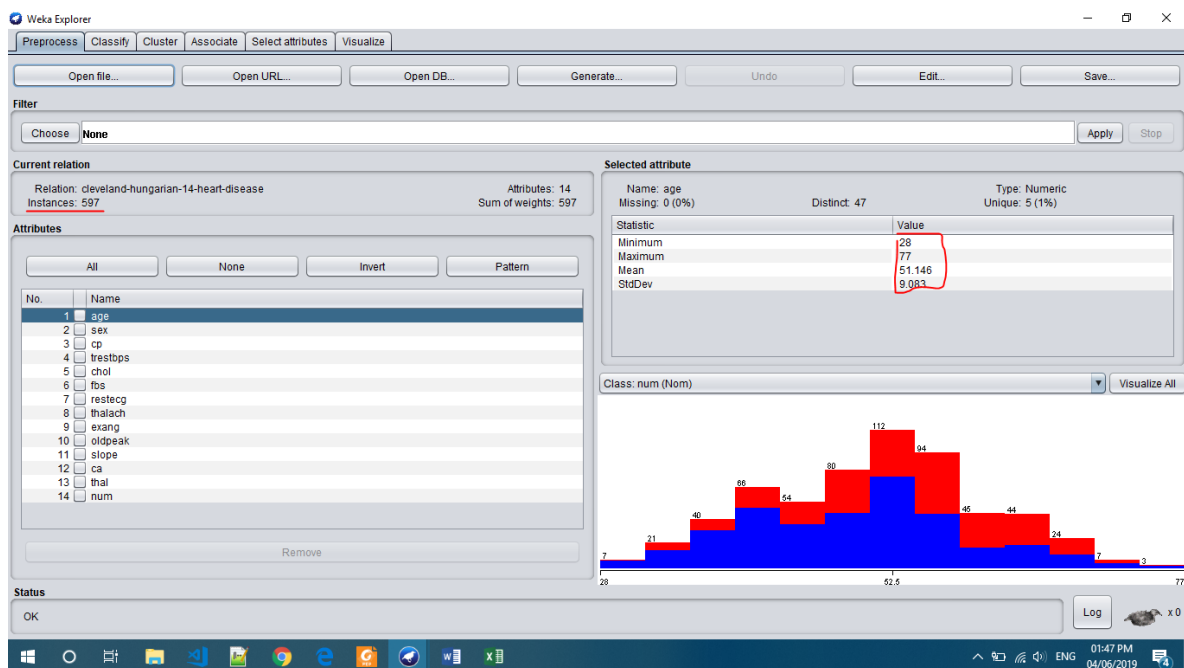 Weka Explorer
Preprocess Classify Cluster Associate Select attributes Visualize
Open file... Open URL... Open DB... Generate... Undo Edit... Save...
Filter
Choose None Apply Stop
Current relation
Relation: cleveland-hungarian-14-heart-disease Attributes: 14
Instances: 597 Sum of weights: 597
Attributes
All None Invert Pattern
No. Name
1 age
2 sex
3 cp
4 trestbps
5 chol
6 fbs
7 restecg
8 thalach
9 exang
10 oldpeak
11 slope
12 ca
13 thal
14 num
Remove
Selected attribute
Name: age Type: Numeric
Missing: 0 (0%) Distinct: 47 Unique: 5 (1%)
Statistic Value
Minimum 28
Maximum 77
Mean 51.146
StdDev 9.083
Class: num (Nom) Visualize All
7 21 40 66 54 80 112 94 45 44 24 7 3
28 52.5 77
Status
OK
Log x 0
ENG
01:47 PM
04/06/2019
4